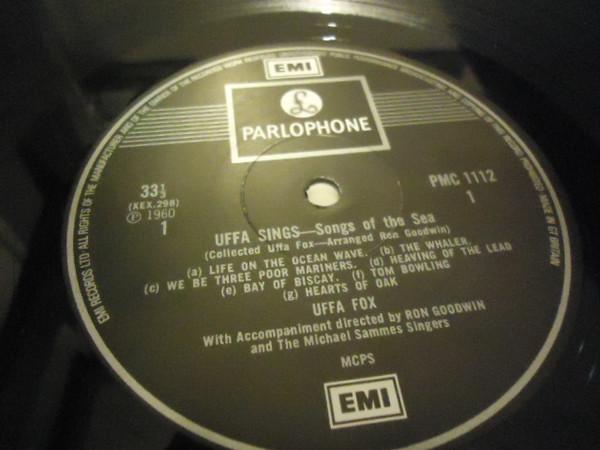 EMI
PARLOPHONE
33⅓
(XEX.298)
℗ 1960
1
PMC 1112
1
UFFA SINGS—Songs of the Sea
(Collected Uffa Fox—Arranged Ron Goodwin)
(a) LIFE ON THE OCEAN WAVE. (b) THE WHALER.
(c) WE BE THREE POOR MARINERS. (d) HEAVING OF THE LEAD
(e) BAY OF BISCAY. (f) TOM BOWLING
(g) HEARTS OF OAK
UFFA FOX
With Accompaniment directed by RON GOODWIN
and The Michael Sammes Singers
MCPS
EMI
EMI RECORDS LTD ALL RIGHTS OF THE MANUFACTURER AND OF THE OWNER OF THE RECORDED WORK RESERVED MADE IN GT BRITAIN